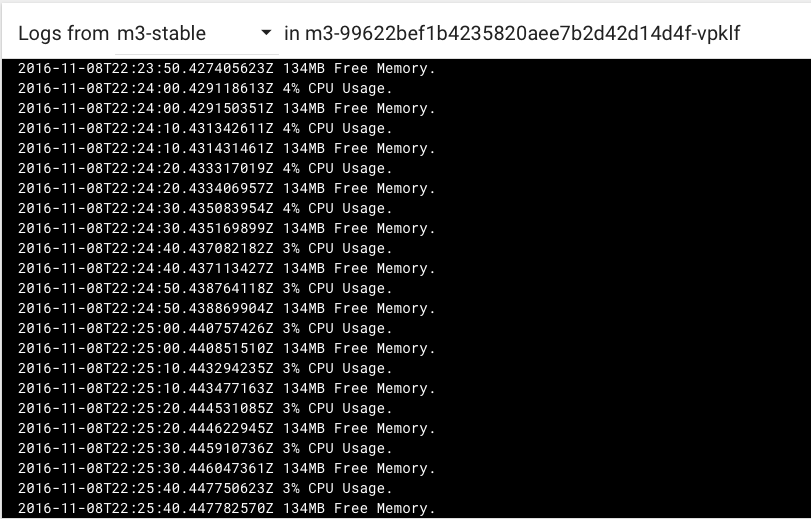 Logs from m3-stable in m3-99622bef1b4235820aee7b2d42d14d4f-vpklf
2016-11-08T22:23:50.427405623Z 134MB Free Memory.
2016-11-08T22:24:00.429118613Z 4% CPU Usage.
2016-11-08T22:24:00.429150351Z 134MB Free Memory.
2016-11-08T22:24:10.431342611Z 4% CPU Usage.
2016-11-08T22:24:10.431431461Z 134MB Free Memory.
2016-11-08T22:24:20.433317019Z 4% CPU Usage.
2016-11-08T22:24:20.433406957Z 134MB Free Memory.
2016-11-08T22:24:30.435083954Z 4% CPU Usage.
2016-11-08T22:24:30.435169899Z 134MB Free Memory.
2016-11-08T22:24:40.437082182Z 3% CPU Usage.
2016-11-08T22:24:40.437113427Z 134MB Free Memory.
2016-11-08T22:24:50.438764118Z 3% CPU Usage.
2016-11-08T22:24:50.438869904Z 134MB Free Memory.
2016-11-08T22:25:00.440757426Z 3% CPU Usage.
2016-11-08T22:25:00.440851510Z 134MB Free Memory.
2016-11-08T22:25:10.443294235Z 3% CPU Usage.
2016-11-08T22:25:10.443477163Z 134MB Free Memory.
2016-11-08T22:25:20.444531085Z 3% CPU Usage.
2016-11-08T22:25:20.444622945Z 134MB Free Memory.
2016-11-08T22:25:30.445910736Z 3% CPU Usage.
2016-11-08T22:25:30.446047361Z 134MB Free Memory.
2016-11-08T22:25:40.447750623Z 3% CPU Usage.
2016-11-08T22:25:40.447782570Z 134MB Free Memory.